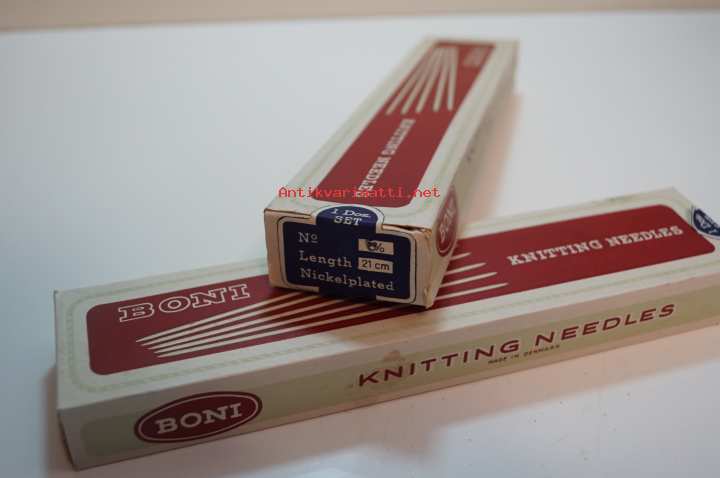 KNITTING NEEDLES
Antikvariaatti.net
1 Doz.
SET
Nº
Length 21 cm
Nickelplated
BONI
KNITTING NEEDLES
KNITTING NEEDLES
MADE IN DENMARK
BONI